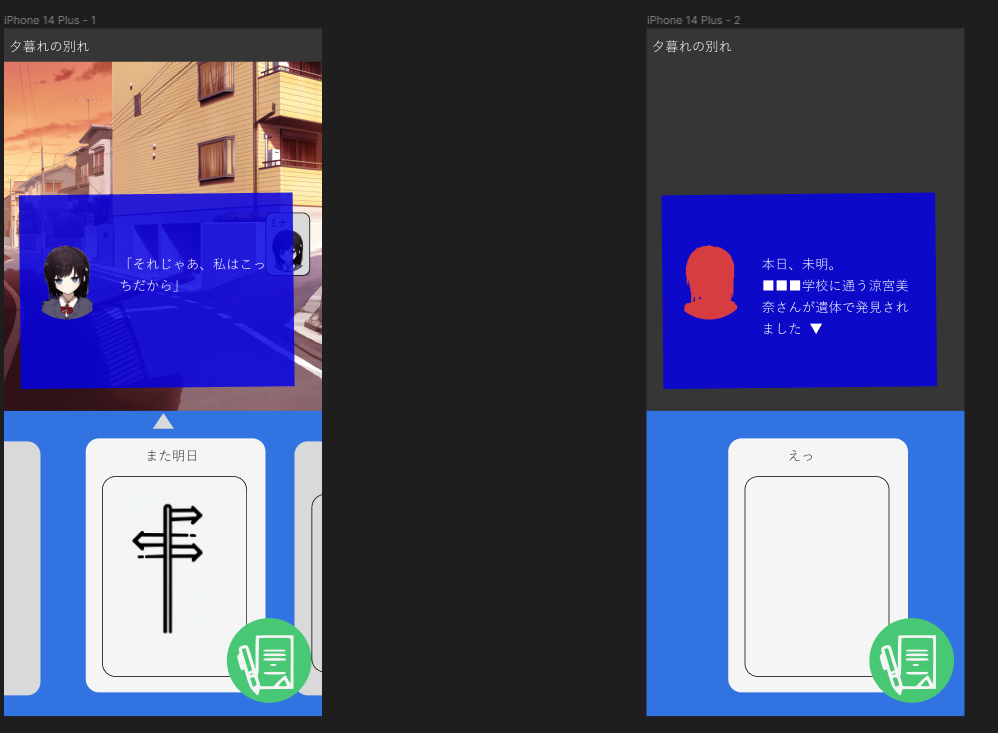 iPhone 14 Plus - 1
夕暮れの別れ
ミナ
「それじゃあ、私はこっ
ちだから」
また明日
iPhone 14 Plus - 2
夕暮れの別れ
本日、未明。
■■■学校に通う涼宮美
奈さんが遺体で発見され
ました ▼
えっ